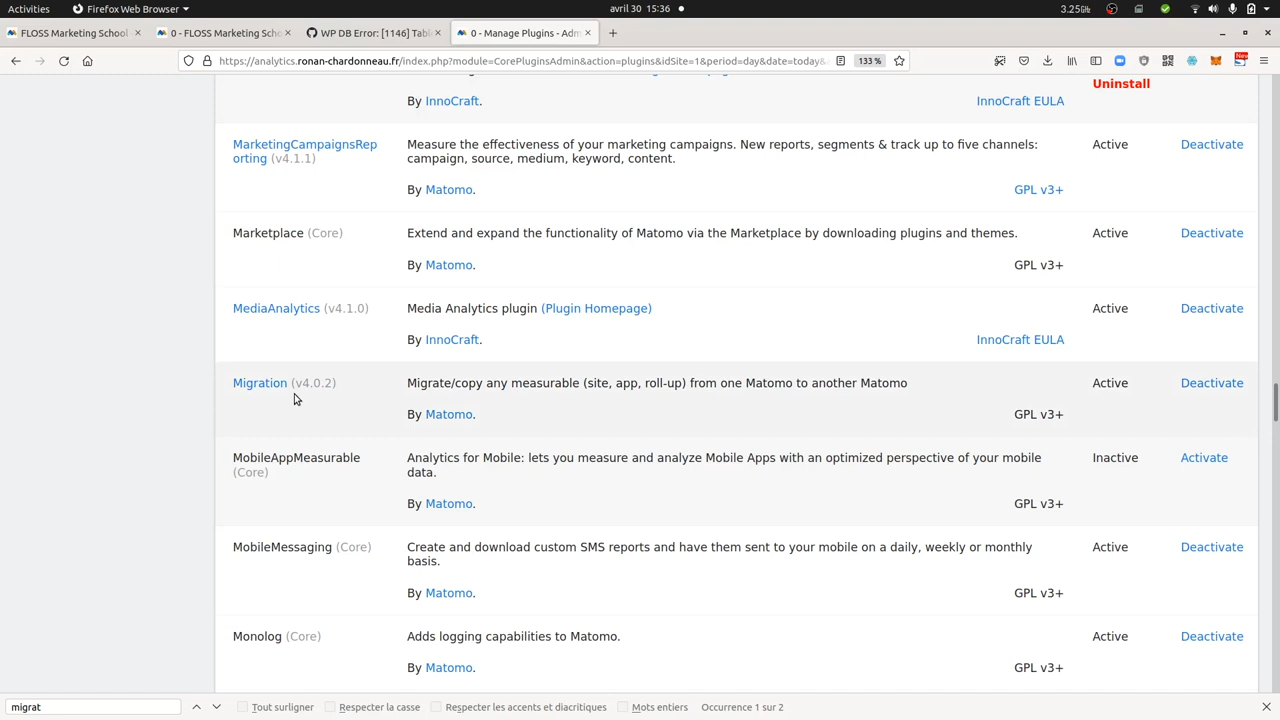 Activities
Firefox Web Browser
avril 30 15:36
3.25GHz
FLOSS Marketing School
0 - FLOSS Marketing Scho
WP DB Error: [1146] Tabl
0 - Manage Plugins - Adm
https://analytics.ronan-chardonneau.fr/index.php?module=CorePluginsAdmin&action=plugins&idSite=1&period=day&date=today&
133 %
New
Uninstall
By InnoCraft.
InnoCraft EULA
MarketingCampaignsRep
orting (v4.1.1)
Measure the effectiveness of your marketing campaigns. New reports, segments & track up to five channels:
campaign, source, medium, keyword, content.
Active
Deactivate
By Matomo.
GPL v3+
Marketplace (Core)
Extend and expand the functionality of Matomo via the Marketplace by downloading plugins and themes.
Active
Deactivate
By Matomo.
GPL v3+
MediaAnalytics (v4.1.0)
Media Analytics plugin (Plugin Homepage)
Active
Deactivate
By InnoCraft.
InnoCraft EULA
Migration (v4.0.2)
Migrate/copy any measurable (site, app, roll-up) from one Matomo to another Matomo
Active
Deactivate
By Matomo.
GPL v3+
MobileAppMeasurable
(Core)
Analytics for Mobile: lets you measure and analyze Mobile Apps with an optimized perspective of your mobile
data.
Inactive
Activate
By Matomo.
GPL v3+
MobileMessaging (Core)
Create and download custom SMS reports and have them sent to your mobile on a daily, weekly or monthly
basis.
Active
Deactivate
By Matomo.
GPL v3+
Monolog (Core)
Adds logging capabilities to Matomo.
Active
Deactivate
By Matomo.
GPL v3+
migrat
Tout surligner
Respecter la casse
Respecter les accents et diacritiques
Mots entiers
Occurrence 1 sur 2